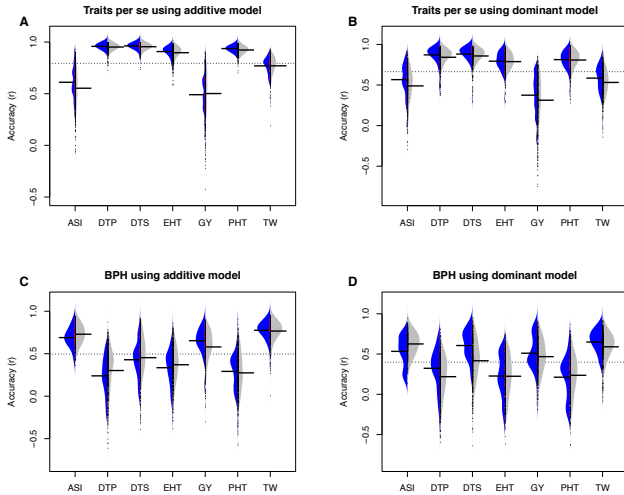 A
Traits per se using additive model
Accuracy (r)
1.0
0.5
0.0
−0.5
ASI DTP DTS EHT GY PHT TW
B
Traits per se using dominant model
Accuracy (r)
1.0
0.5
0.0
−0.5
ASI DTP DTS EHT GY PHT TW
C
BPH using additive model
Accuracy (r)
1.0
0.5
0.0
−0.5
ASI DTP DTS EHT GY PHT TW
D
BPH using dominant model
Accuracy (r)
1.0
0.5
0.0
−0.5
ASI DTP DTS EHT GY PHT TW